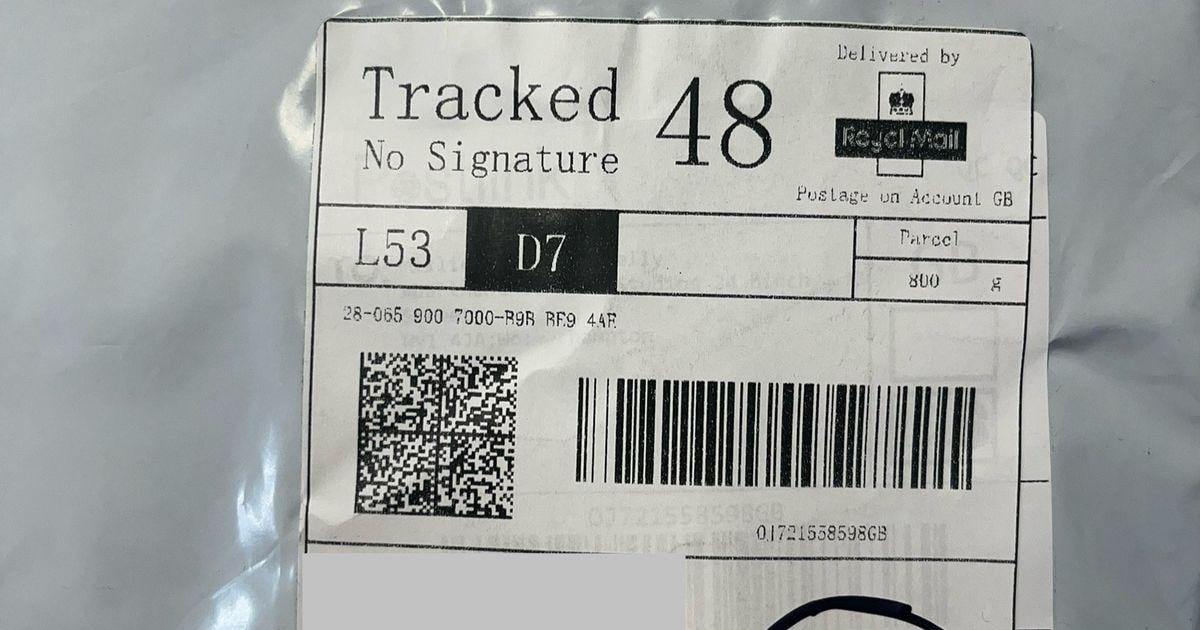 Delivered by
Tracked 48
No Signature
Royal Mail
Postage on Account GB
L53 D7
Parcel
800 g
28-065 900 7000-B9B BE9 4AE
OJ721558598GB